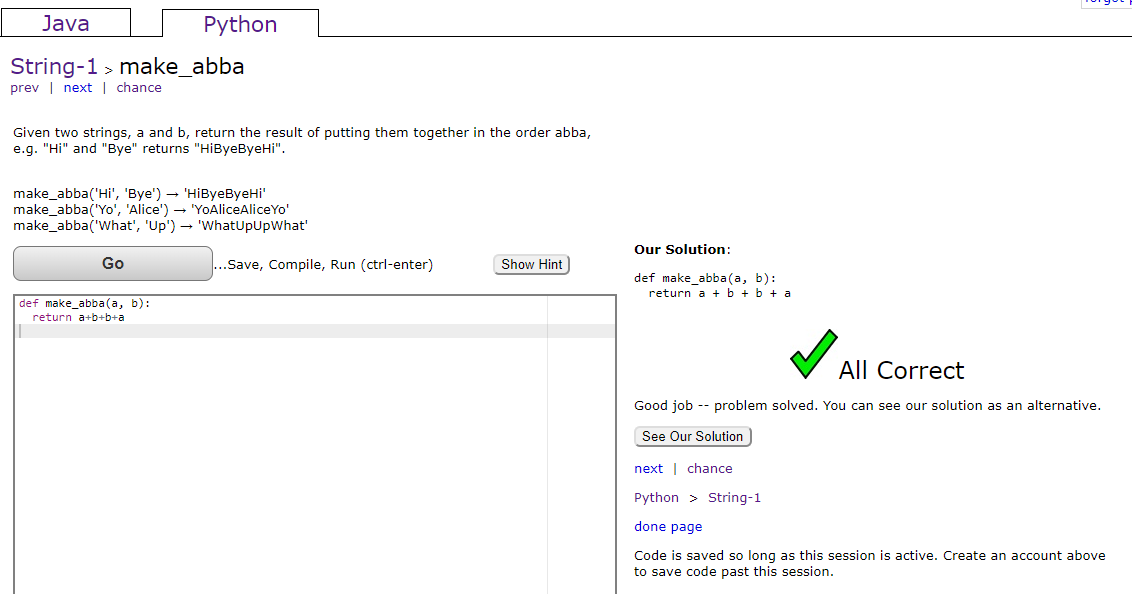 Java
Python
String-1 > make_abba
prev | next | chance
Given two strings, a and b, return the result of putting them together in the order abba,
e.g. "Hi" and "Bye" returns "HiByeByeHi".
make_abba('Hi', 'Bye') → 'HiByeByeHi'
make_abba('Yo', 'Alice') → 'YoAliceAliceYo'
make_abba('What', 'Up') → 'WhatUpUpWhat'
Go
...Save, Compile, Run (ctrl-enter)
Show Hint
def make_abba(a, b):
  return a+b+b+a
Our Solution:
def make_abba(a, b):
  return a + b + b + a
All Correct
Good job -- problem solved. You can see our solution as an alternative.
See Our Solution
next | chance
Python > String-1
done page
Code is saved so long as this session is active. Create an account above
to save code past this session.